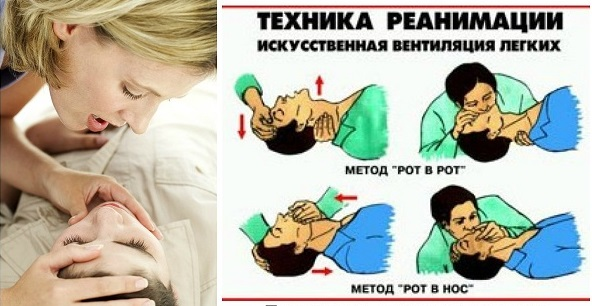 ТЕХНИКА РЕАНИМАЦИИ
ИСКУССТВЕННАЯ ВЕНТИЛЯЦИЯ ЛЕГКИХ
МЕТОД "РОТ В РОТ"
МЕТОД "РОТ В НОС"